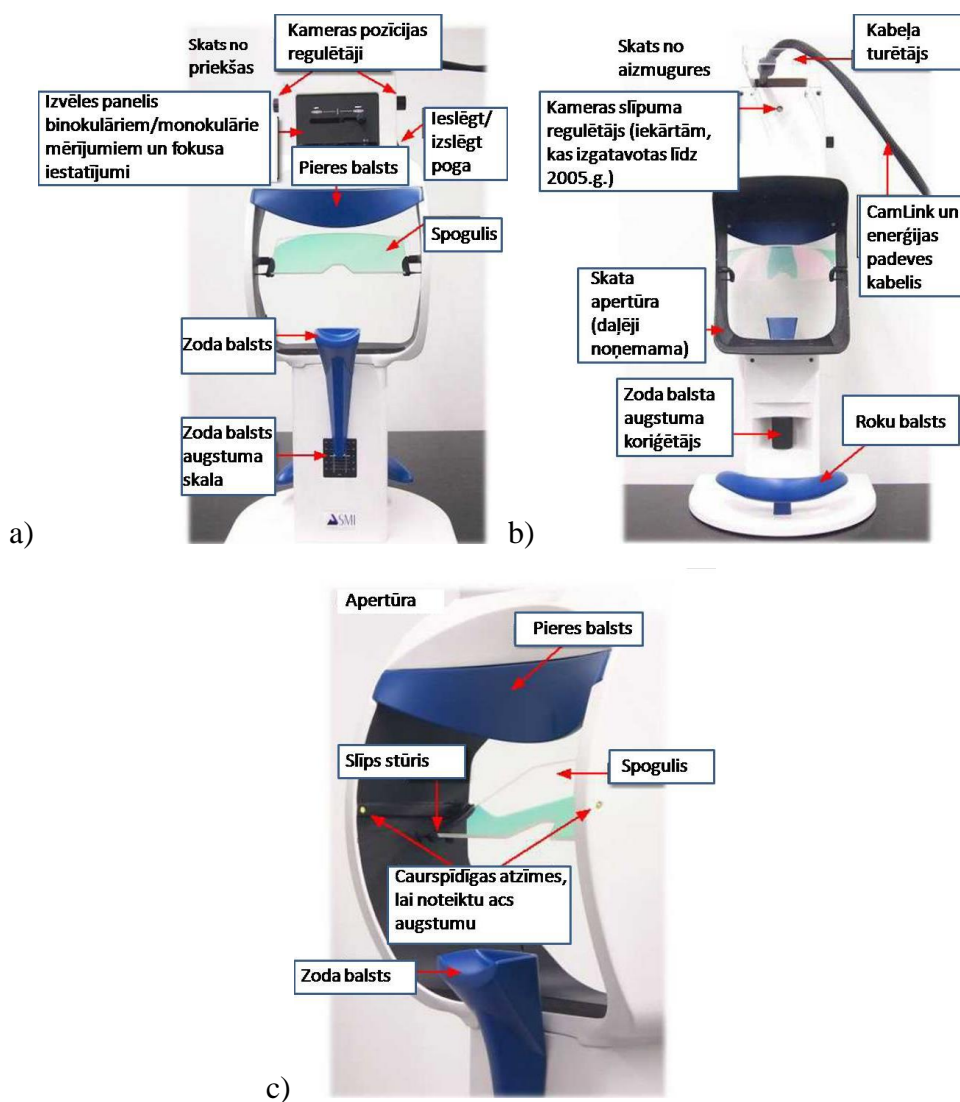 Skats no
priekšas
Kameras pozīcijas
regulētāji
Izvēles panelis
binokulāriem/monokulārie
mērījumiem un fokusa
iestatījumi
Ieslēgt/
izslēgt
poga
Pieres balsts
Spogulis
Zoda balsts
Zoda balsts
augstuma
skala
SMI
a)
Skats no
aizmugures
Kabeļa
turētājs
Kameras slīpuma
regulētājs (iekārtām,
kas izgatavotas līdz
2005.g.)
CamLink un
enerģijas
padeves
kabelis
Skata
apertūra
(daļēji
noņemama)
Zoda balsta
augstuma
koriģētājs
Roku balsts
b)
Apertūra
Pieres balsts
Slīps stūris
Spogulis
Caurspīdīgas atzīmes,
lai noteiktu acs
augstumu
Zoda balsts
c)